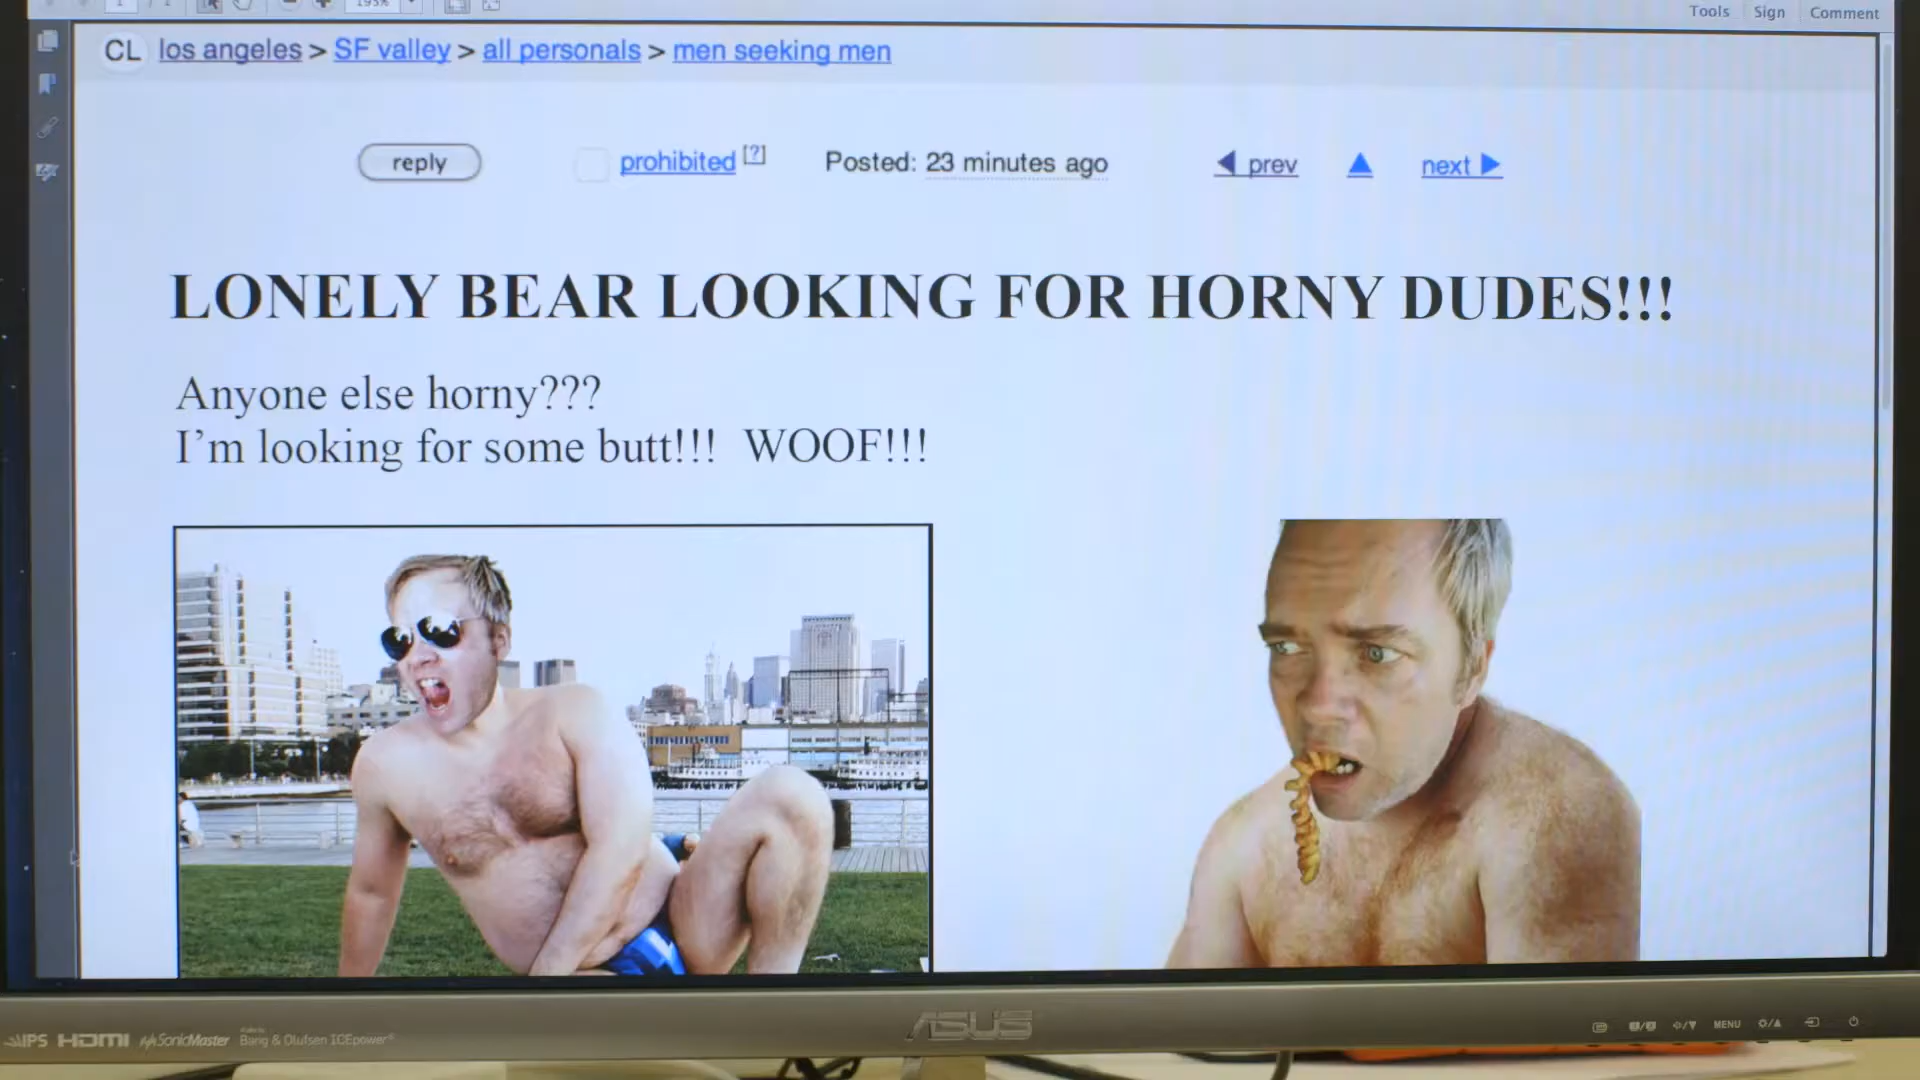 195%
Tools Sign Comment
CL los angeles > SF valley > all personals > men seeking men
reply prohibited [?] Posted: 23 minutes ago ◀ prev ▲ next ▶
LONELY BEAR LOOKING FOR HORNY DUDES!!!
Anyone else horny???
I'm looking for some butt!!! WOOF!!!
IPS HDMI SonicMaster Bang & Olufsen ICEpower®
ASUS
MENU